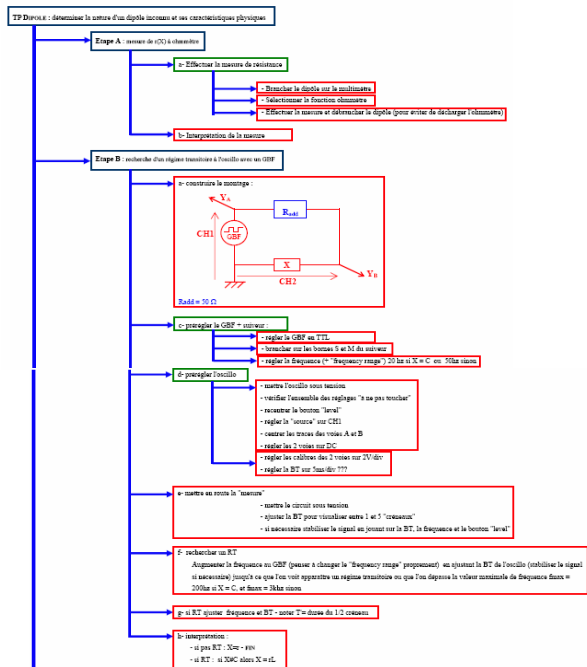 TP DIPOLE : déterminer la nature d'un dipôle inconnu et ses caractéristiques physiques
Etape A : mesure de r(X) à ohmmètre
a- Effectuer la mesure de résistance
- Brancher le dipôle sur le multimètre
- Sélectionner la fonction ohmmètre
- Effectuer la mesure et débrancher le dipôle (pour éviter de décharger l'ohmmètre)
b- Interprétation de la mesure
Etape B : recherche d'un régime transitoire à l'oscillo avec un GBF
a- construire le montage :
YA
Radd
CH1
GBF
X
CH2
YB
Radd = 50 Ω
c- prérégler le GBF + suiveur :
- régler le GBF en TTL
- brancher sur les bornes S et M du suiveur
- régler la fréquence (+ "frequency range") 20 hz si X = C ou 50hz sinon
d- prérégler l'oscillo
- mettre l'oscillo sous tension
- vérifier l'ensemble des réglages "à ne pas toucher"
- recentrer le bouton "level"
- régler la "source" sur CH1
- centrer les traces des voies A et B
- régler les 2 voies sur DC
- régler les calibres des 2 voies sur 2V/div
- régler la BT sur 5ms/div ???
e- mettre en route la "mesure"
- mettre le circuit sous tension
- ajuster la BT pour visualiser entre 1 et 5 "créneaux"
- si nécessaire stabiliser le signal en jouant sur la BT, la fréquence et le bouton "level"
f- rechercher un RT
Augmenter la fréquence au GBF (penser à changer le "frequency range" proprement) en ajustant la BT de l'oscillo (stabiliser le signal
si nécessaire) jusqu'à ce que l'on voit apparaître un régime transitoire ou que l'on dépasse la valeur maximale de fréquence fmax =
200hz si X = C, et fmax = 3khz sinon
g- si RT ajuster fréquence et BT - noter T = durée du 1/2 créneau
h- interprétation :
- si pas RT : X=r - FIN
- si RT : si X≠C alors X = rL